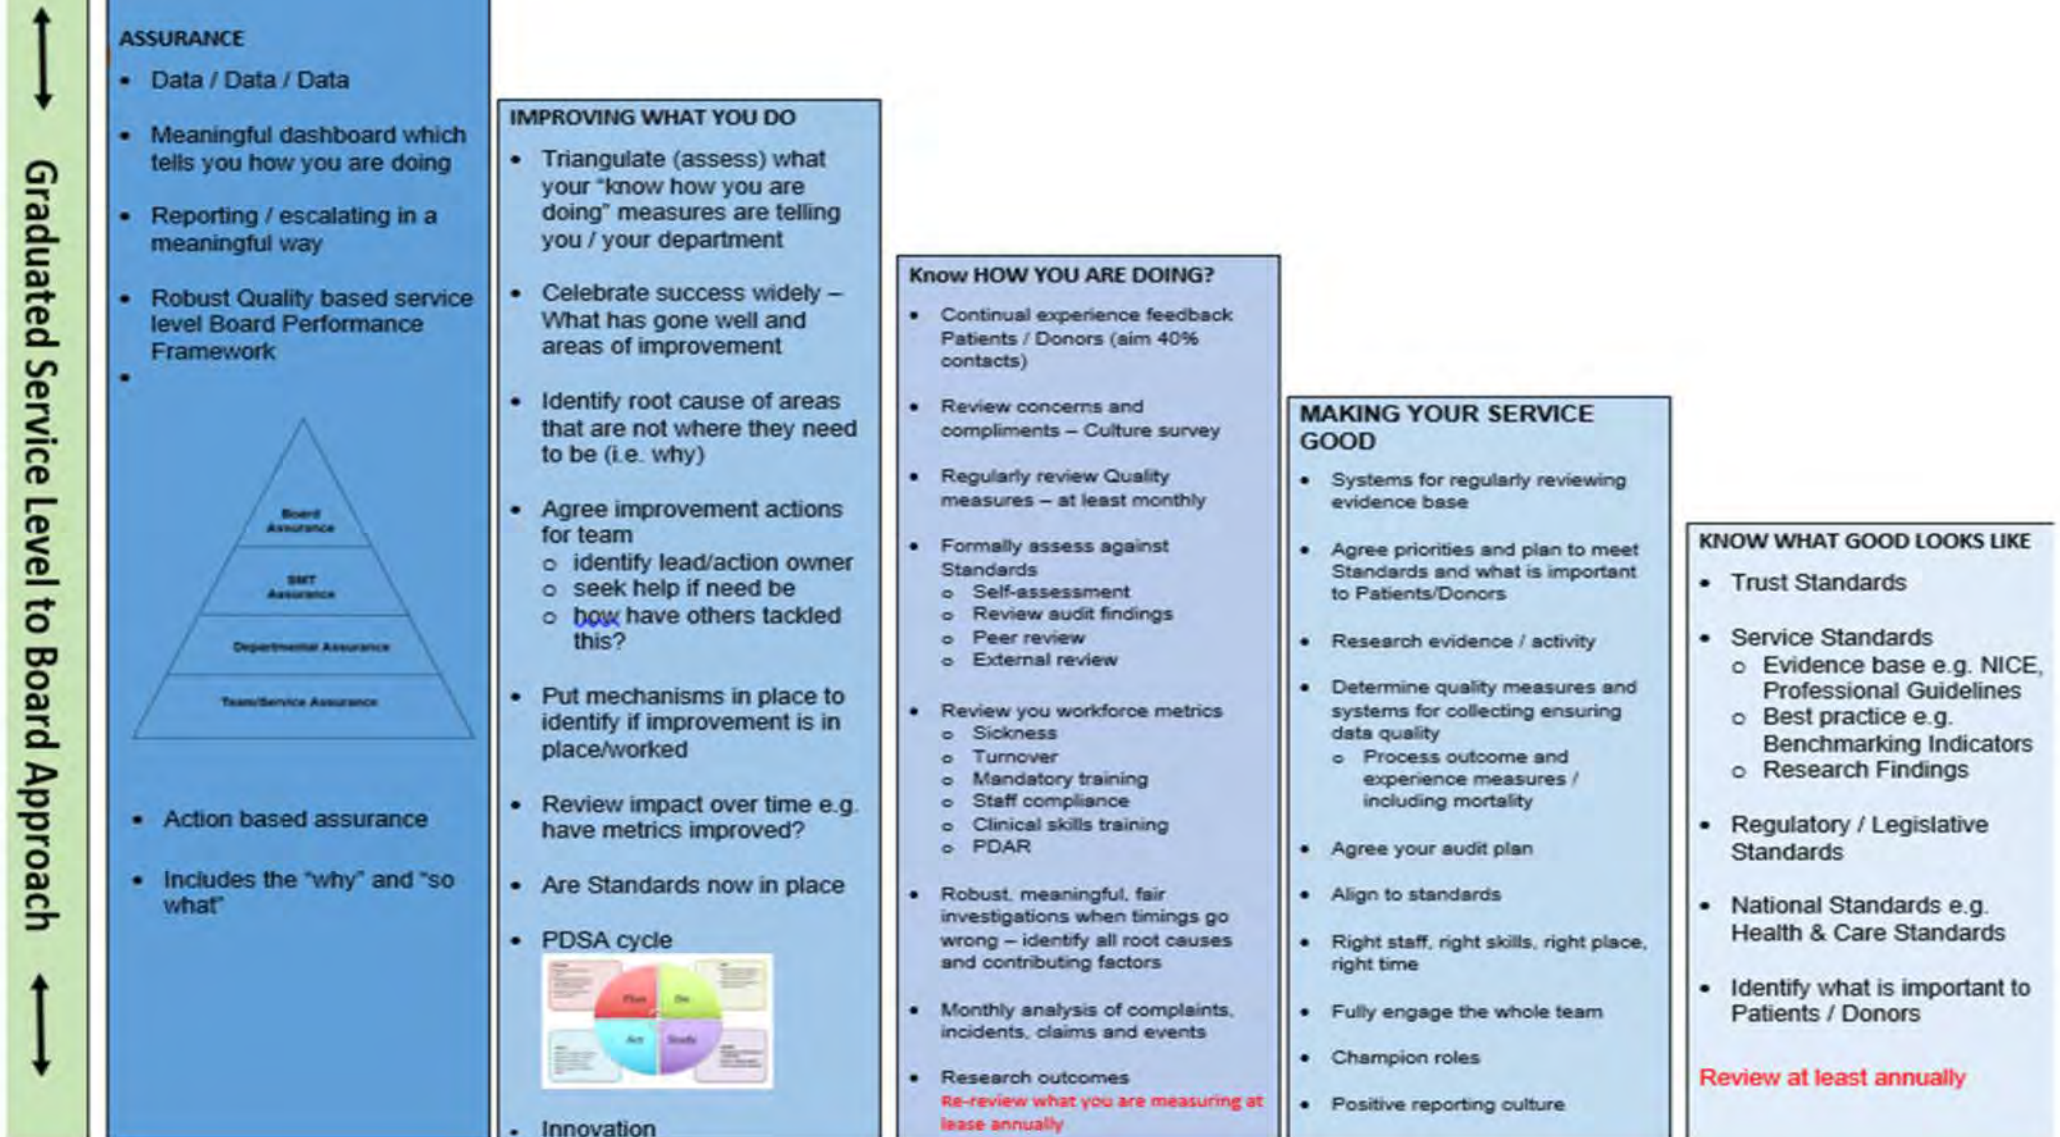 Graduated Service Level to Board Approach
ASSURANCE
• Data / Data / Data
• Meaningful dashboard which
tells you how you are doing
• Reporting / escalating in a
meaningful way
• Robust Quality based service
level Board Performance
Framework
•
Board
Assurance
SMT
Assurance
Departmental Assurance
Team/Service Assurance
• Action based assurance
• Includes the "why" and "so
what"
IMPROVING WHAT YOU DO
• Triangulate (assess) what
your "know how you are
doing" measures are telling
you / your department
• Celebrate success widely –
What has gone well and
areas of improvement
• Identify root cause of areas
that are not where they need
to be (i.e. why)
• Agree improvement actions
for team
o identify lead/action owner
o seek help if need be
o how have others tackled
this?
• Put mechanisms in place to
identify if improvement is in
place/worked
• Review impact over time e.g.
have metrics improved?
• Are Standards now in place
• PDSA cycle
Plan
Do
Act
Study
• Innovation
Know HOW YOU ARE DOING?
• Continual experience feedback
Patients / Donors (aim 40%
contacts)
• Review concerns and
compliments – Culture survey
• Regularly review Quality
measures – at least monthly
• Formally assess against
Standards
o Self-assessment
o Review audit findings
o Peer review
o External review
• Review you workforce metrics
o Sickness
o Turnover
o Mandatory training
o Staff compliance
o Clinical skills training
o PDAR
• Robust, meaningful, fair
investigations when timings go
wrong – identify all root causes
and contributing factors
• Monthly analysis of complaints,
incidents, claims and events
• Research outcomes
Re-review what you are measuring at
lease annually
MAKING YOUR SERVICE
GOOD
• Systems for regularly reviewing
evidence base
• Agree priorities and plan to meet
Standards and what is important
to Patients/Donors
• Research evidence / activity
• Determine quality measures and
systems for collecting ensuring
data quality
o Process outcome and
experience measures /
including mortality
• Agree your audit plan
• Align to standards
• Right staff, right skills, right place,
right time
• Fully engage the whole team
• Champion roles
• Positive reporting culture
KNOW WHAT GOOD LOOKS LIKE
• Trust Standards
• Service Standards
o Evidence base e.g. NICE,
Professional Guidelines
o Best practice e.g.
Benchmarking Indicators
o Research Findings
• Regulatory / Legislative
Standards
• National Standards e.g.
Health & Care Standards
• Identify what is important to
Patients / Donors
Review at least annually